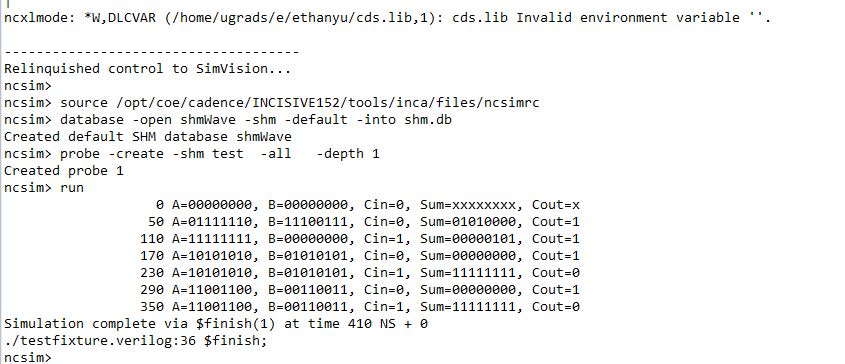 ncxlmode: *W,DLCVAR (/home/ugrads/e/ethanyu/cds.lib,1): cds.lib Invalid environment variable ''.
-------------------------------------
Relinquished control to SimVision...
ncsim>
ncsim> source /opt/coe/cadence/INCISIVE152/tools/inca/files/ncsimrc
ncsim> database -open shmWave -shm -default -into shm.db
Created default SHM database shmWave
ncsim> probe -create -shm test  -all   -depth 1
Created probe 1
ncsim> run
                   0 A=00000000, B=00000000, Cin=0, Sum=xxxxxxxx, Cout=x
                  50 A=01111110, B=11100111, Cin=0, Sum=01010000, Cout=1
                 110 A=11111111, B=00000000, Cin=1, Sum=00000101, Cout=1
                 170 A=10101010, B=01010101, Cin=0, Sum=00000000, Cout=1
                 230 A=10101010, B=01010101, Cin=1, Sum=11111111, Cout=0
                 290 A=11001100, B=00110011, Cin=0, Sum=00000000, Cout=1
                 350 A=11001100, B=00110011, Cin=1, Sum=11111111, Cout=0
Simulation complete via $finish(1) at time 410 NS + 0
./testfixture.verilog:36 $finish;
ncsim>